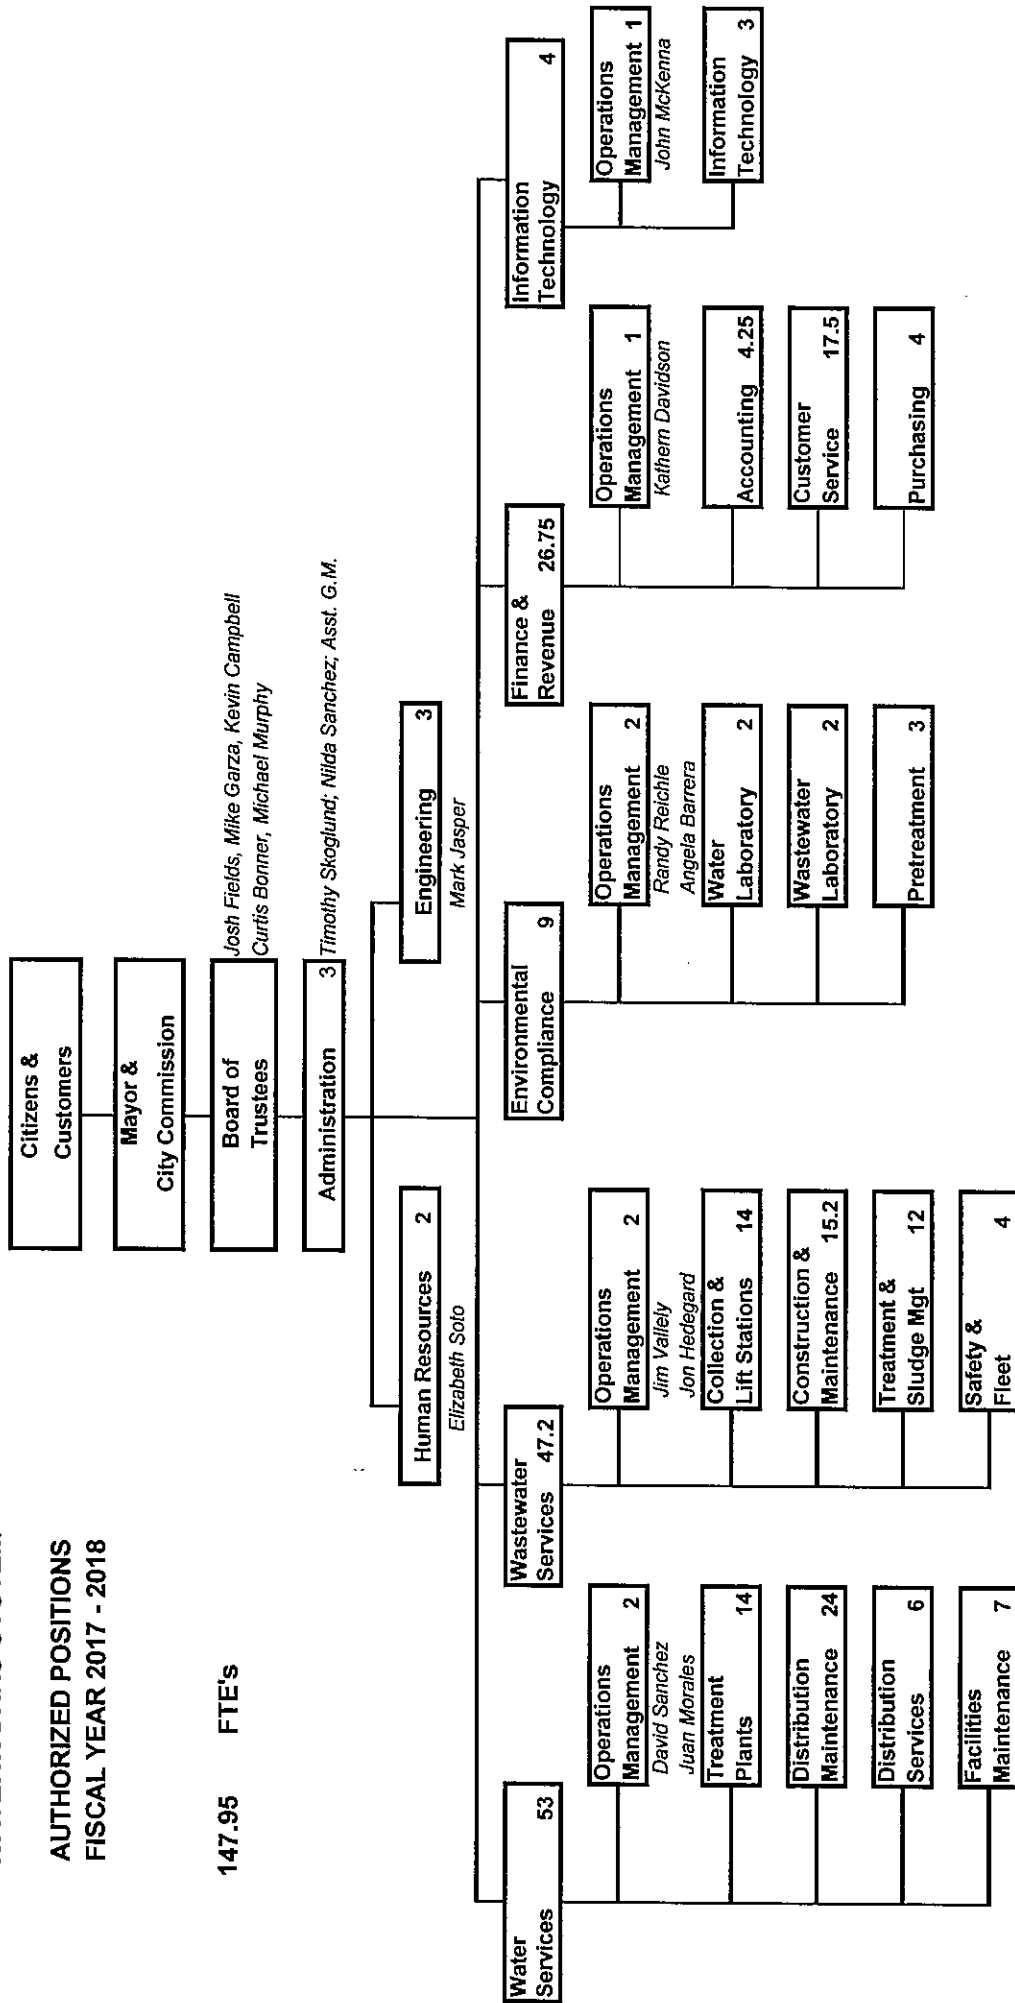 AUTHORIZED POSITIONS
FISCAL YEAR 2017 - 2018
147.95 FTE's
Citizens &
Customers
Mayor &
City Commission
Board of
Trustees
Josh Fields, Mike Garza, Kevin Campbell
Curtis Bonner, Michael Murphy
Administration 3
Timothy Skoglund; Nilda Sanchez; Asst. G.M.
Human Resources 2
Elizabeth Soto
Engineering 3
Mark Jasper
Water
Services 53
Operations
Management 2
David Sanchez
Juan Morales
Treatment
Plants 14
Distribution
Maintenance 24
Distribution
Services 6
Facilities
Maintenance 7
Wastewater
Services 47.2
Operations
Management 2
Jim Vallely
Jon Hedegard
Collection &
Lift Stations 14
Construction &
Maintenance 15.2
Treatment &
Sludge Mgt 12
Safety &
Fleet 4
Environmental
Compliance 9
Operations
Management 2
Randy Reichle
Angela Barrera
Water
Laboratory 2
Wastewater
Laboratory 2
Pretreatment 3
Finance &
Revenue 26.75
Operations
Management 1
Kathern Davidson
Accounting 4.25
Customer
Service 17.5
Purchasing 4
Information
Technology 4
Operations
Management 1
John McKenna
Information
Technology 3